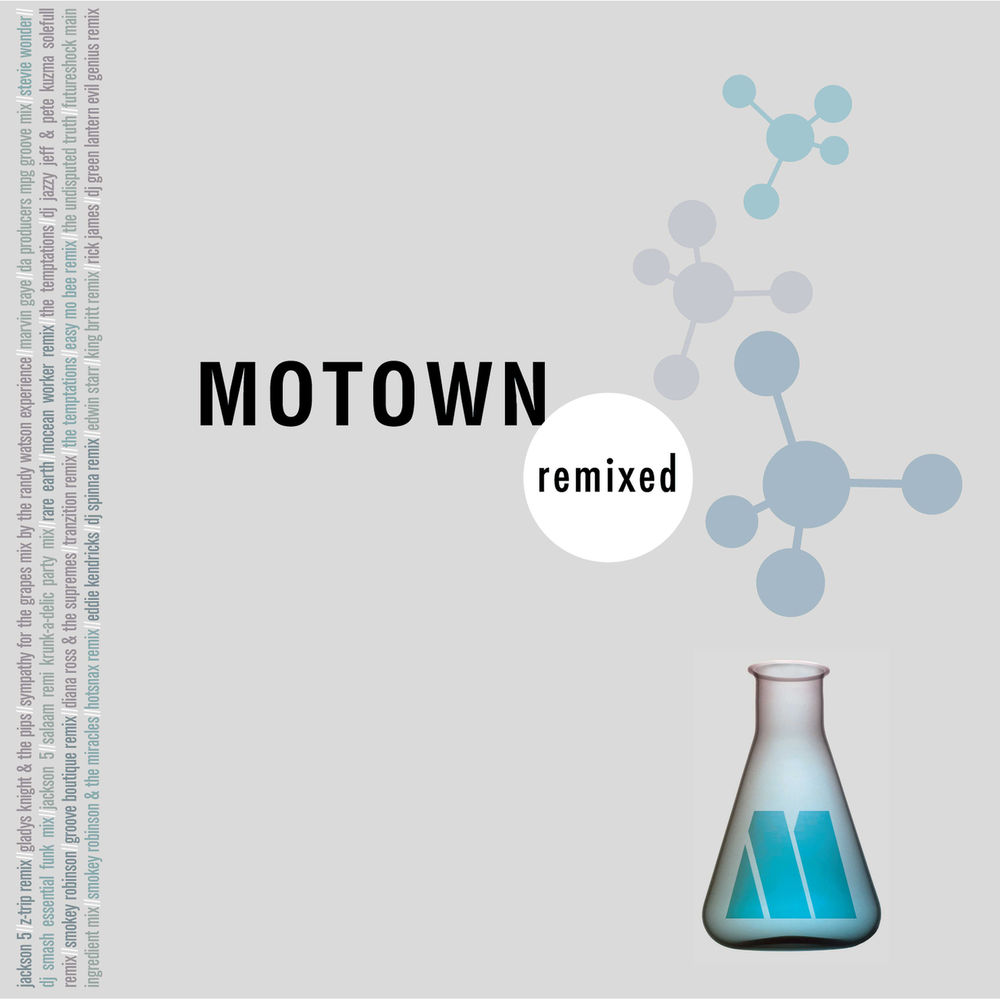 jackson 5//z-trip remix//gladys knight & the pips//sympathy for the grapes mix by the randy watson experience//marvin gaye//da producers mpg groove mix//stevie wonder//
dj smash essential funk mix//jackson 5//salaam remi krunk-a-delic party mix//rare earth//mocean worker remix//the temptations//dj jazzy jeff & pete kuzma solefull
remix//smokey robinson//groove boutique remix//diana ross & the supremes//tranzition remix//the temptations//easy mo bee remix//the undisputed truth//futureshock main
ingredient mix//smokey robinson & the miracles//hotsnax remix//eddie kendricks//dj spinna remix//edwin starr//king britt remix//rick james//dj green lantern evil genius remix
MOTOWN
remixed
M